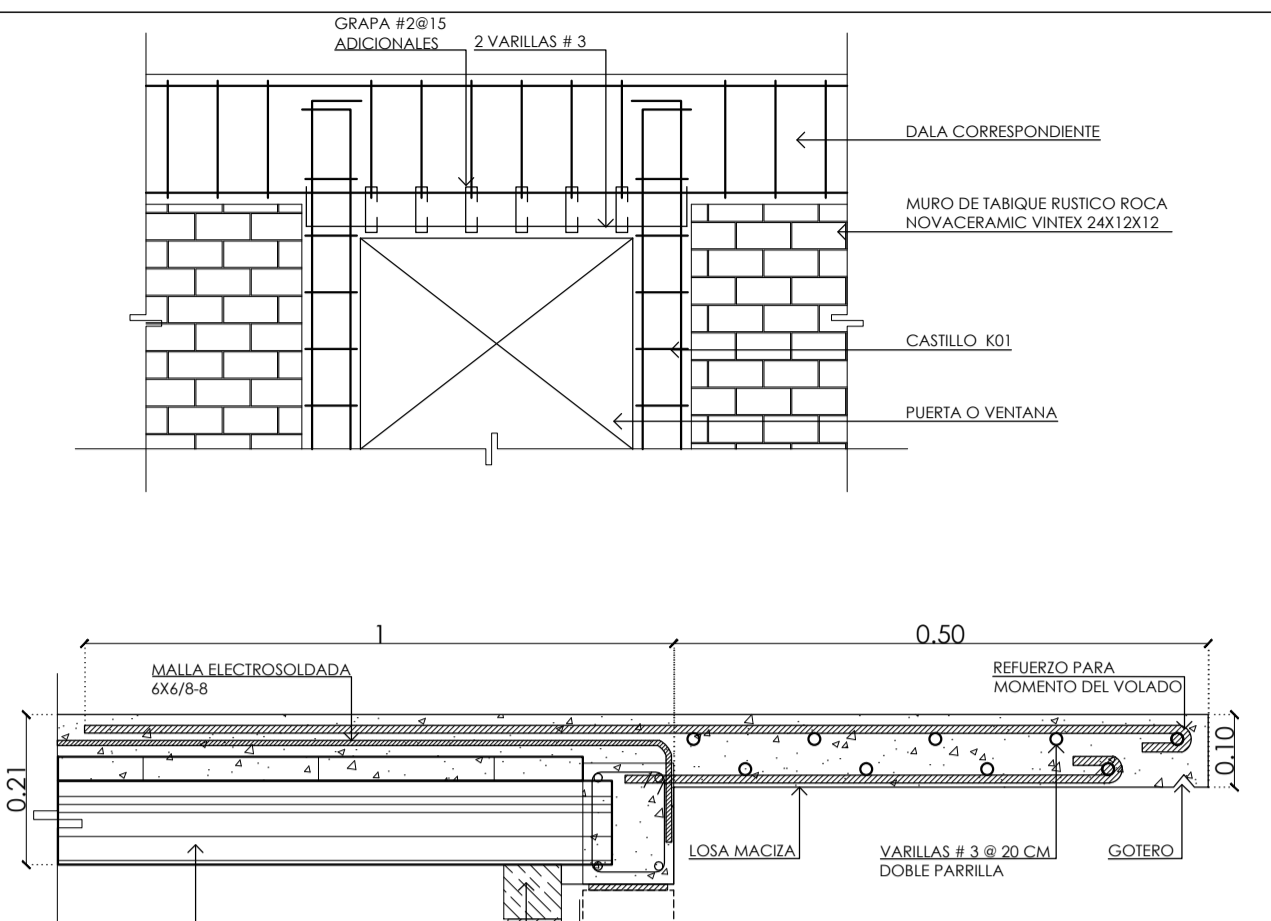 GRAPA #2@15
ADICIONALES
2 VARILLAS # 3
DALA CORRESPONDIENTE
MURO DE TABIQUE RUSTICO ROCA
NOVACERAMIC VINTEX 24X12X12
CASTILLO K01
PUERTA O VENTANA
1
0.50
MALLA ELECTROSOLDADA
6X6/8-8
REFUERZO PARA
MOMENTO DEL VOLADO
0.21
0.10
LOSA MACIZA
VARILLAS # 3 @ 20 CM
DOBLE PARRILLA
GOTERO